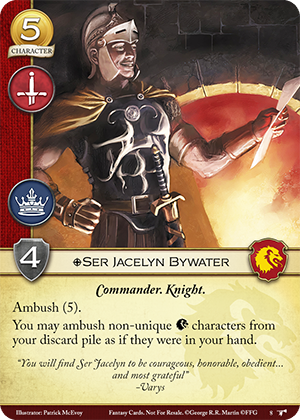 5
CHARACTER
4
Ser Jacelyn Bywater
Commander. Knight.
Ambush (5).
You may ambush non-unique characters from
your discard pile as if they were in your hand.
"You will find Ser Jacelyn to be courageous, honorable, obedient...
and most grateful"
-Varys
Illustrator: Patrick McEvoy
Fantasy Cards. Not For Resale. ©George R.R. Martin ©FFG
8